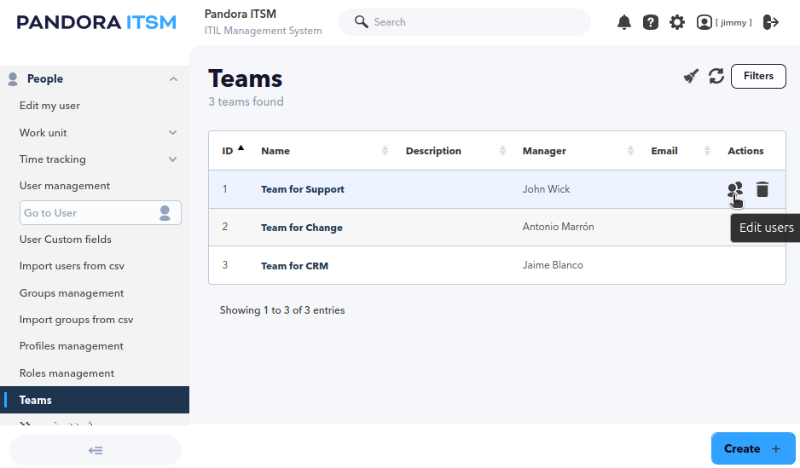 PANDORA ITSM
Pandora ITSM
ITIL Management System
Search
[ jimmy ]
People
Edit my user
Work unit
Time tracking
User management
Go to User
User Custom fields
Import users from csv
Groups management
Import groups from csv
Profiles management
Roles management
Teams
Teams
3 teams found
Filters
ID Name Description Manager Email Actions
1 Team for Support John Wick
2 Team for Change Antonio Marrón
Edit users
3 Team for CRM Jaime Blanco
Showing 1 to 3 of 3 entries
Create +